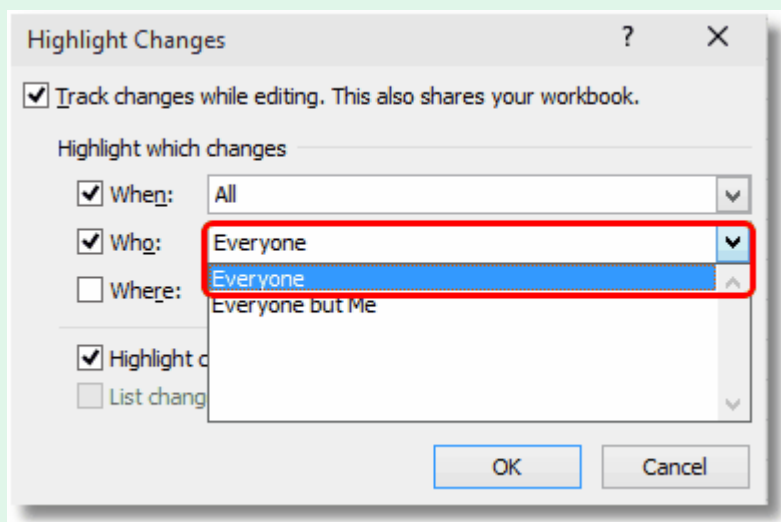 Highlight Changes ? X
Track changes while editing. This also shares your workbook.
Highlight which changes
When: All
Who: Everyone
Everyone
Where:
Everyone but Me
Highlight
List
OK Cancel